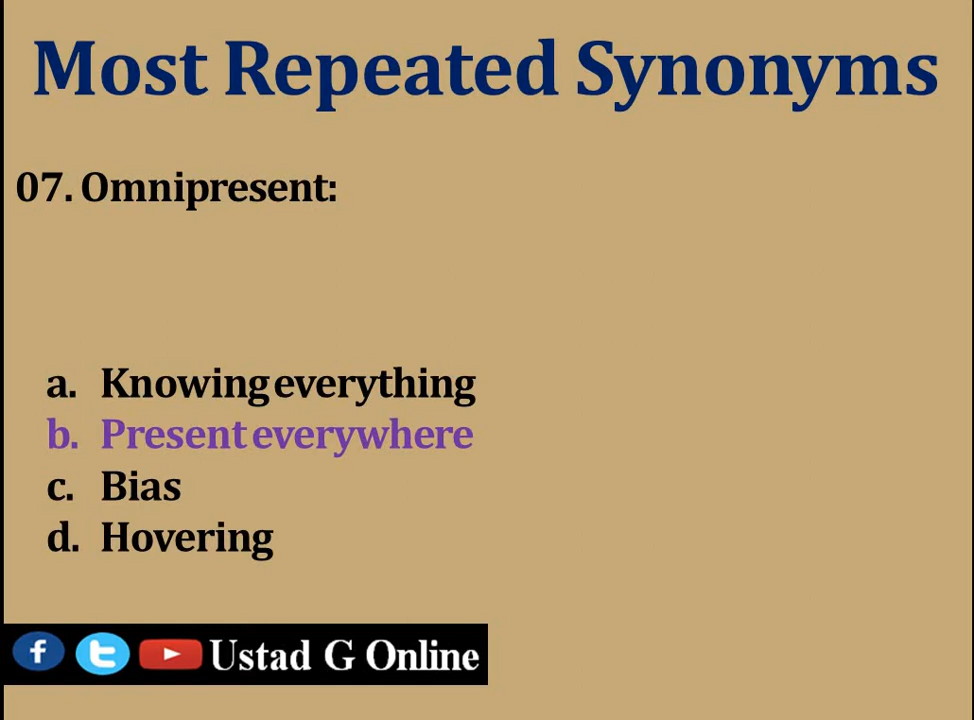 Most Repeated Synonyms
07. Omnipresent:
a. Knowing everything
b. Present everywhere
c. Bias
d. Hovering
Ustad G Online